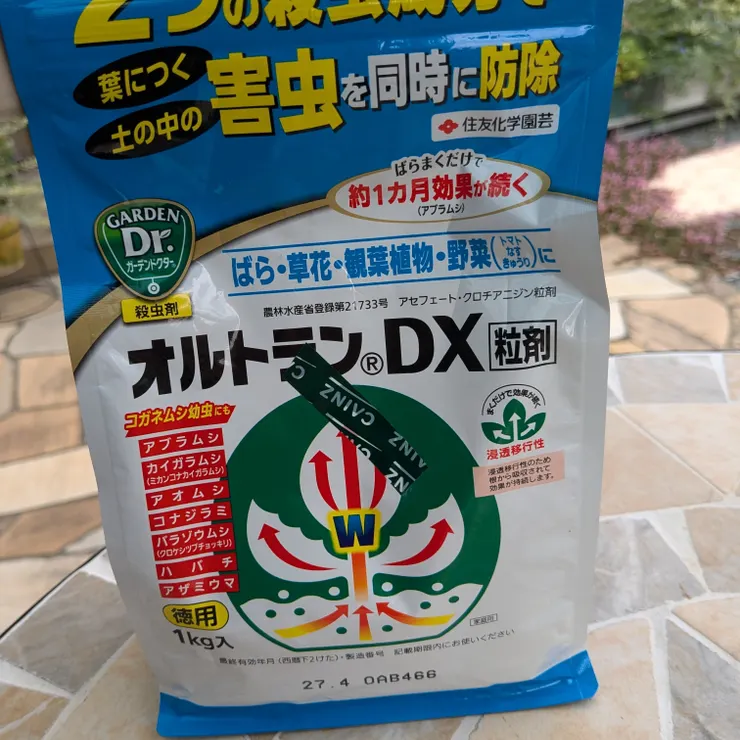 2つの殺虫成分で
葉につく
土の中の
害虫を同時に防除
住友化学園芸
ばらまくだけで
約1カ月効果が続く
(アブラムシ)
GARDEN
Dr.
ガーデンドクター
殺虫剤
ばら・草花・観葉植物・野菜(トマト なす きゅうり)に
農林水産省登録第21733号 アセフェート・クロチアニジン粒剤
オルトラン®DX粒剤
コガネムシ幼虫にも
アブラムシ
カイガラムシ
(ミカンコナカイガラムシ)
アオムシ
コナジラミ
バラゾウムシ
(クロケシツブチョッキリ)
ハバチ
アザミウマ
CAINZ C
まくだけで効果が続く
浸透移行性
浸透移行性のため
根から吸収されて
効果が持続します。
W
徳用
1kg入
家庭用
最終有効年月:(西暦下2けた)・製造番号 記載期限内にお使いください
27.4 OAB466